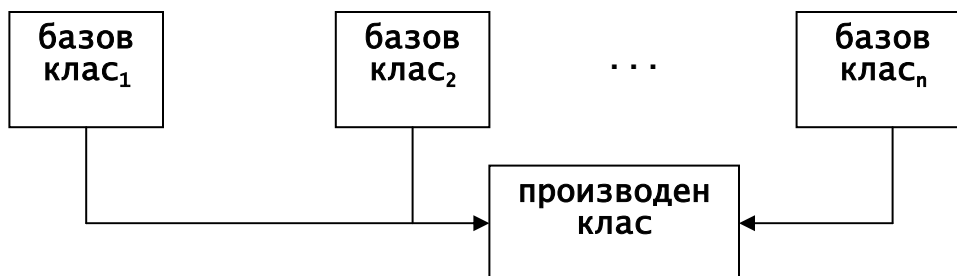 базов
клас₁
базов
клас₂
...
базов
класₙ
производен
клас